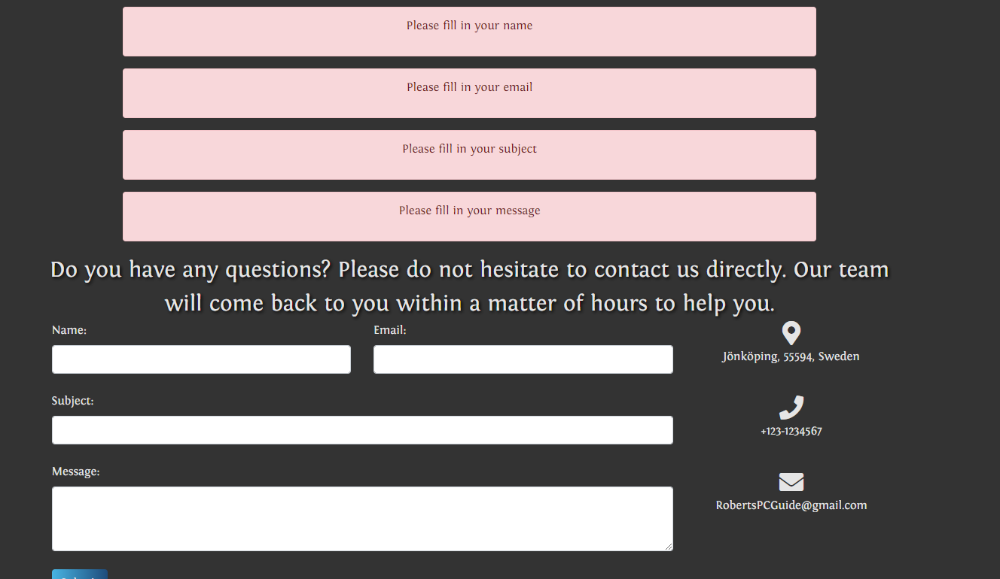 Please fill in your name
Please fill in your email
Please fill in your subject
Please fill in your message
Do you have any questions? Please do not hesitate to contact us directly. Our team
will come back to you within a matter of hours to help you.
Name:
Email:
Jönköping, 55594, Sweden
Subject:
+123-1234567
Message:
RobertsPCGuide@gmail.com